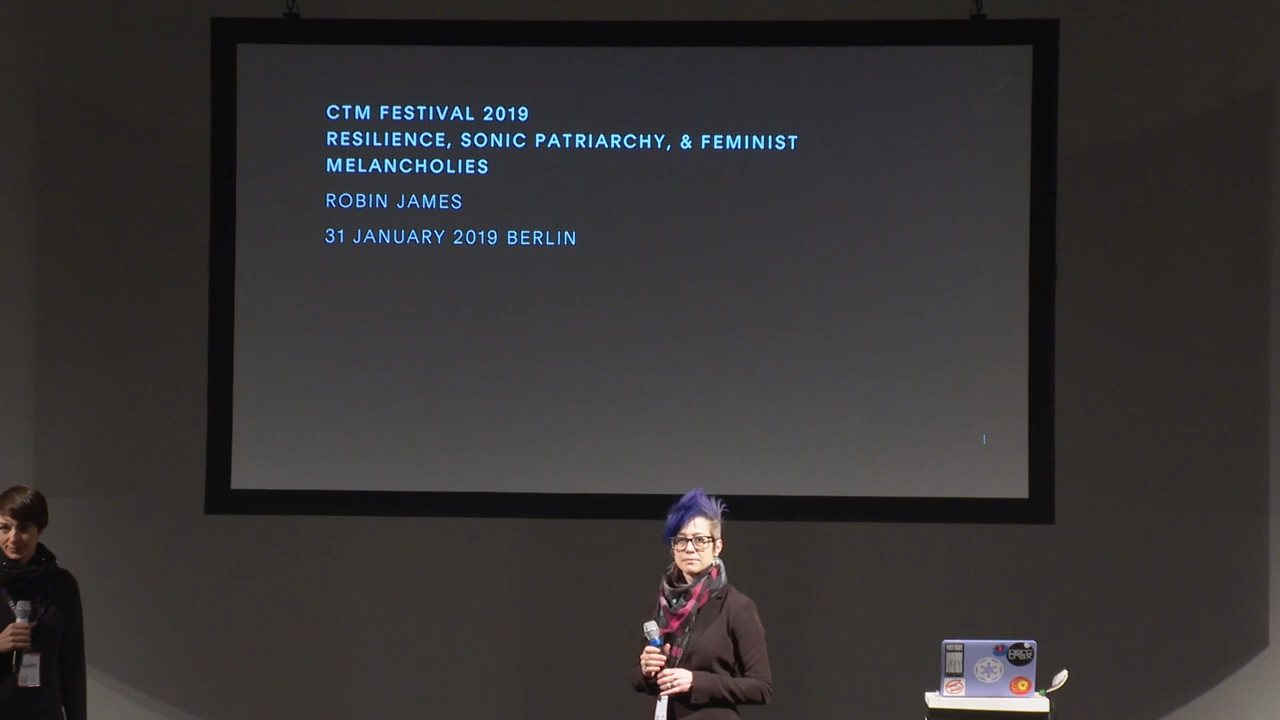 CTM FESTIVAL 2019
RESILIENCE, SONIC PATRIARCHY, & FEMINIST
MELANCHOLIES
ROBIN JAMES
31 JANUARY 2019 BERLIN